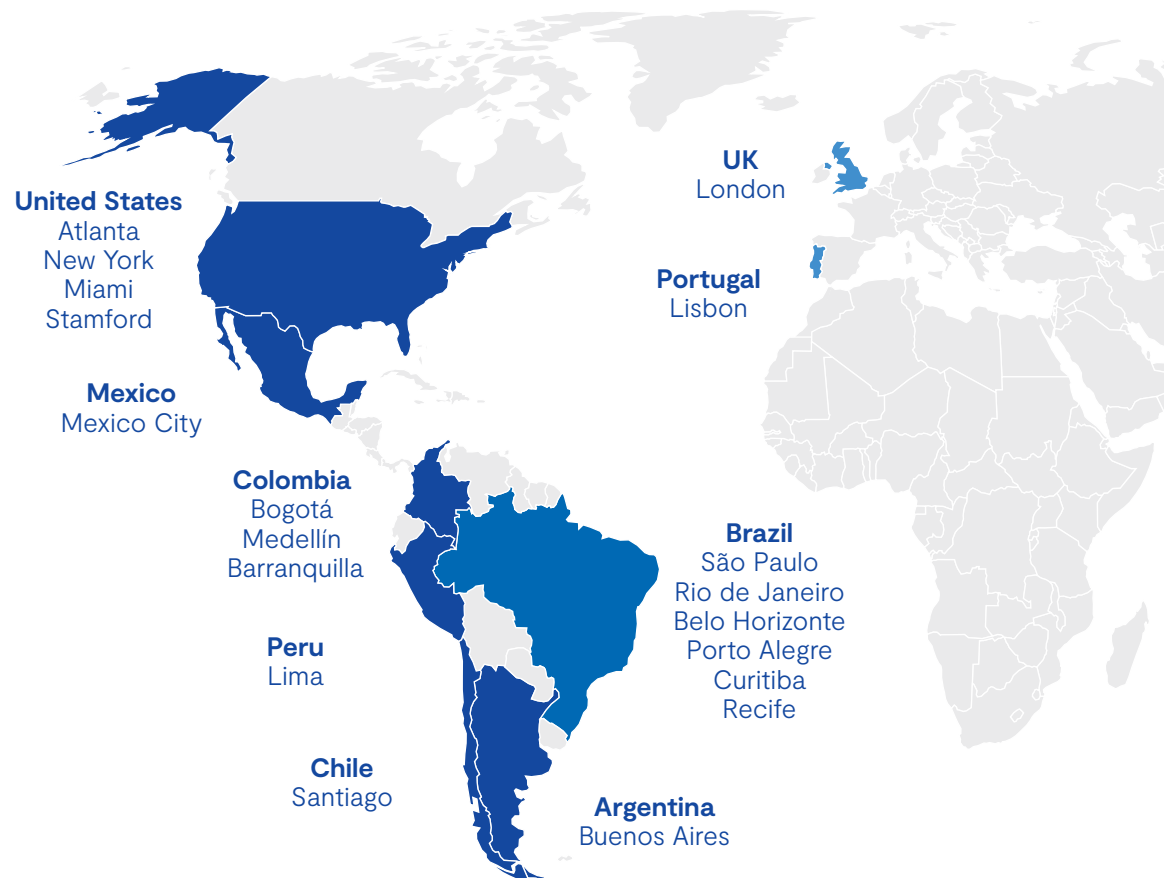 United States
Atlanta
New York
Miami
Stamford
Mexico
Mexico City
Colombia
Bogotá
Medellín
Barranquilla
Peru
Lima
Chile
Santiago
Argentina
Buenos Aires
Brazil
São Paulo
Rio de Janeiro
Belo Horizonte
Porto Alegre
Curitiba
Recife
UK
London
Portugal
Lisbon